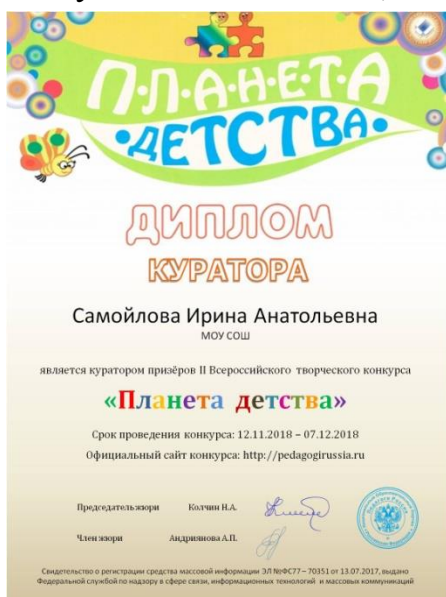 П·Л·А·Н·Е·Т·А
·ДЕТСТВА·
ДИПЛОМ
КУРАТОРА
Самойлова Ирина Анатольевна
МОУ СОШ
является куратором призёров II Всероссийского творческого конкурса
«Планета детства»
Срок проведения конкурса: 12.11.2018 – 07.12.2018
Официальный сайт конкурса: http://pedagogirussia.ru
Председатель жюри Колчин Н.А.
Член жюри Андриянова А.П.
Свидетельство о регистрации средства массовой информации ЭЛ №ФС77 – 70351 от 13.07.2017, выдано
Федеральной службой по надзору в сфере связи, информационных технологий и массовых коммуникаций